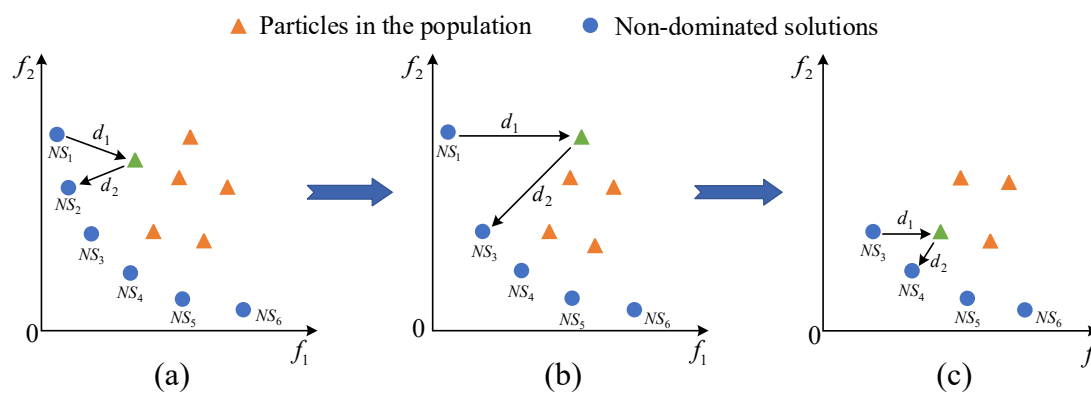 Particles in the population Non-dominated solutions
f₂
d₁
NS₁
d₂
NS₂
NS₃
NS₄
NS₅
NS₆
0
f₁
(a)
f₂
d₁
NS₁
d₂
NS₃
NS₄
NS₅
NS₆
0
f₁
(b)
f₂
d₁
NS₃
d₂
NS₄
NS₅
NS₆
0
f
(c)